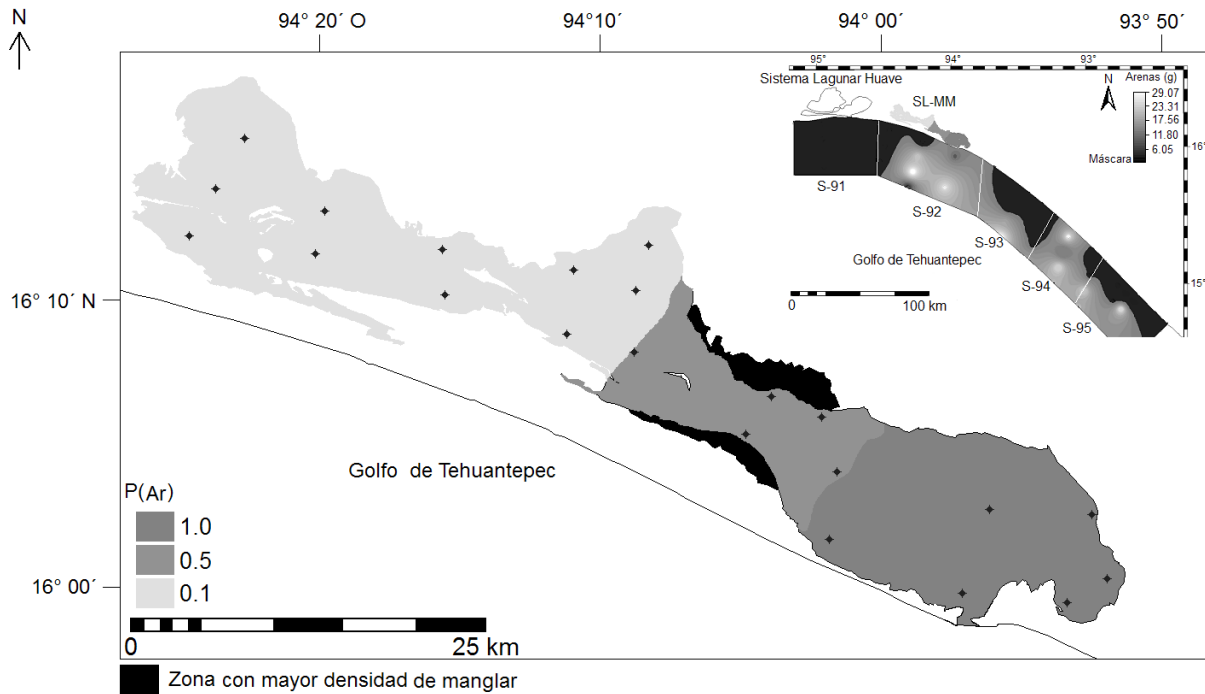 N
94° 20´ O
94° 10´
94° 00´
93° 50´
95°
94°
93°
Sistema Lagunar Huave
SL-MM
N
Arenas (g)
29.07
23.31
17.56
11.80
6.05
Máscara
16°
S-91
S-92
S-93
Golfo de Tehuantepec
S-94
15°
0
100 km
S-95
16° 10´ N
Golfo de Tehuantepec
P(Ar)
1.0
0.5
0.1
16° 00´
0
25 km
Zona con mayor densidad de manglar